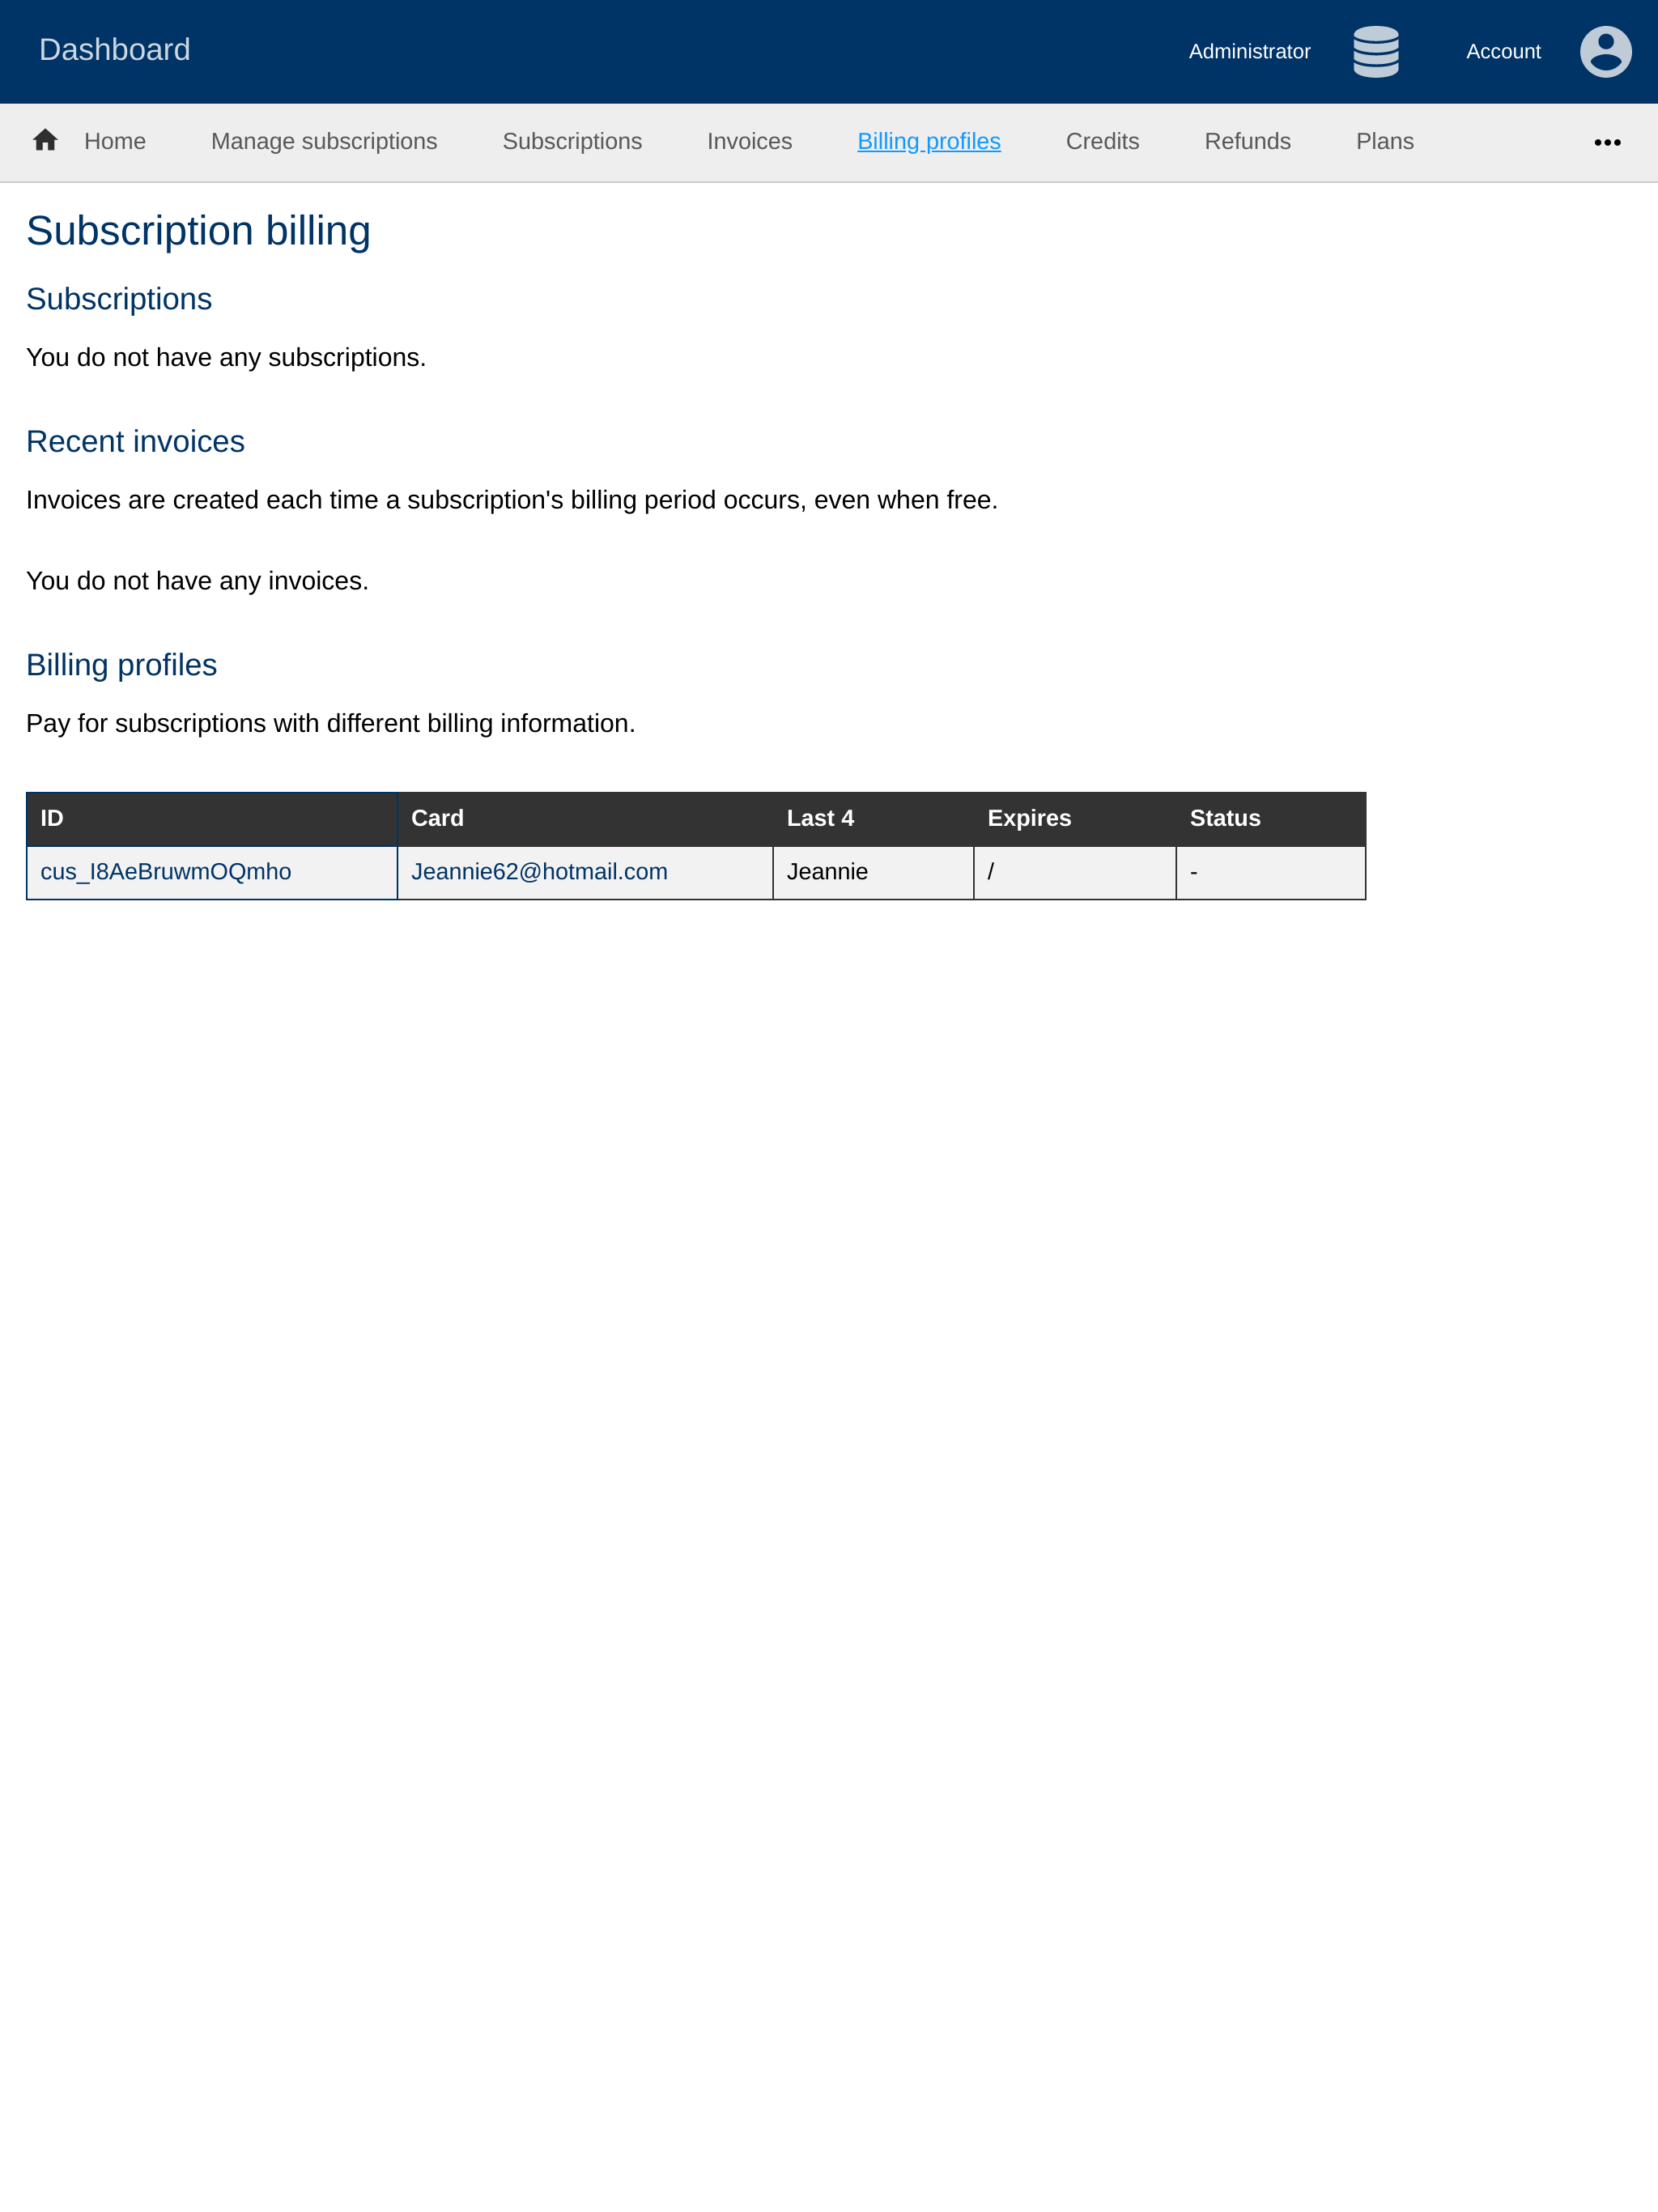 Dashboard
Administrator
Account
Home Manage subscriptions Subscriptions Invoices Billing profiles Credits Refunds Plans
Subscription billing
Subscriptions
You do not have any subscriptions.
Recent invoices
Invoices are created each time a subscription's billing period occurs, even when free.
You do not have any invoices.
Billing profiles
Pay for subscriptions with different billing information.
ID Card Last 4 Expires Status
cus_I8AeBruwmOQmho Jeannie62@hotmail.com Jeannie / -